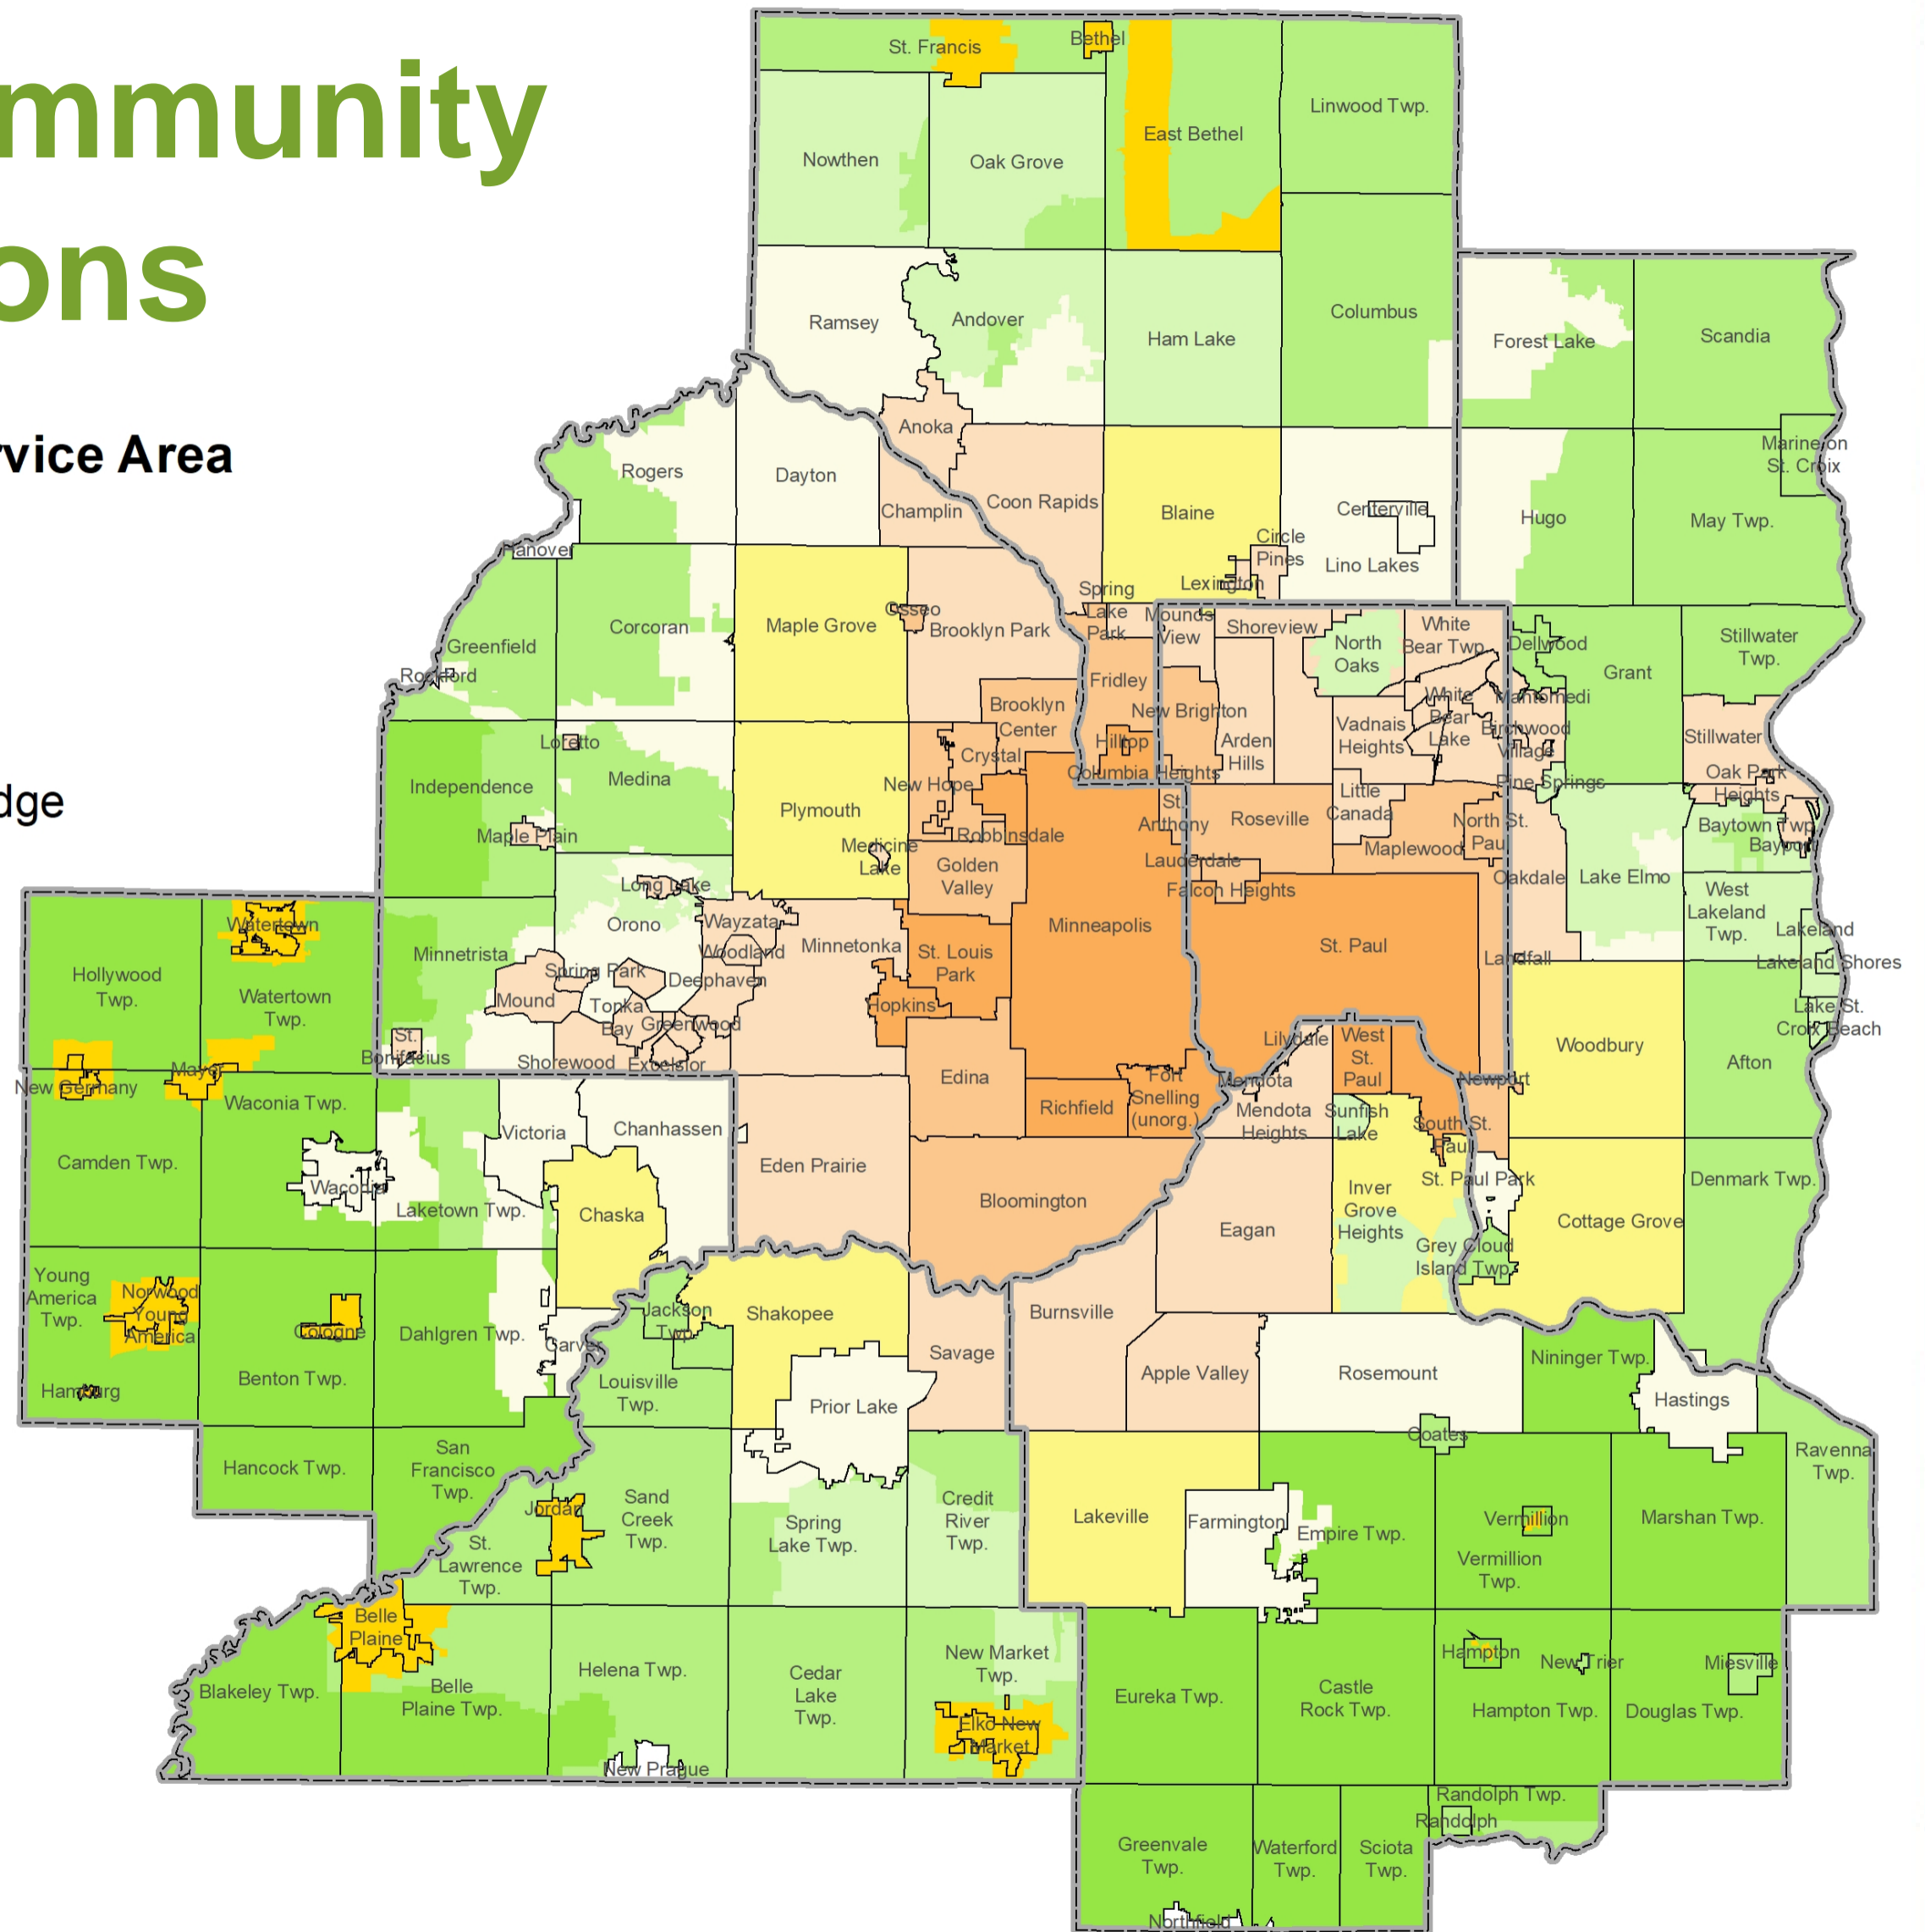 mmunity
ons
rvice Area
dge
St. Francis
Bethel
Linwood Twp.
East Bethel
Nowthen
Oak Grove
Ramsey
Andover
Ham Lake
Columbus
Forest Lake
Scandia
Anoka
Rogers
Dayton
Champlin
Coon Rapids
Blaine
Centerville
Lino Lakes
Circle
Pines
Lexington
Hugo
May Twp.
Marine on
St. Croix
Hanover
Greenfield
Corcoran
Maple Grove
Osseo
Brooklyn Park
Spring
Lake
Park
Mounds
View
Shoreview
North
Oaks
White
Bear Twp.
Dellwood
Grant
Stillwater
Twp.
Rockford
Fridley
Brooklyn
Center
New Brighton
Arden
Hills
Vadnais
Heights
White
Bear
Lake
Mahtomedi
Birchwood
Village
Stillwater
Loretto
Independence
Medina
Plymouth
Crystal
New Hope
Hilltop
Columbia Heights
Pine Springs
Oak Park
Heights
Maple Plain
Medicine
Lake
Robbinsdale
Golden
Valley
St.
Anthony
Roseville
Little
Canada
North St.
Paul
Maplewood
Baytown Twp.
Bayport
Lauderdale
Falcon Heights
Oakdale
Lake Elmo
West
Lakeland
Twp.
Long Lake
Orono
Wayzata
Woodland
Minnetonka
Minneapolis
St. Paul
Lakeland
Watertown
Minnetrista
Spring Park
Deephaven
St. Louis
Park
Landfall
Lakeland Shores
Hollywood
Twp.
Watertown
Twp.
Mound
Tonka
Bay
Greenwood
Hopkins
Lake St.
Croix Beach
St.
Bonifacius
Shorewood
Excelsior
Lilydale
West
St.
Paul
Woodbury
Afton
New Germany
Mayer
Waconia Twp.
Edina
Richfield
Fort
Snelling
(unorg.)
Mendota
Mendota
Heights
Sunfish
Lake
Newport
South St.
Paul
Camden Twp.
Waconia
Victoria
Chanhassen
Laketown Twp.
Chaska
Eden Prairie
Bloomington
Eagan
Inver
Grove
Heights
St. Paul Park
Cottage Grove
Denmark Twp.
Grey Cloud
Island Twp.
Young
America
Twp.
Norwood
Young
America
Cologne
Dahlgren Twp.
Carver
Jackson
Twp.
Shakopee
Savage
Burnsville
Hamburg
Benton Twp.
Louisville
Twp.
Prior Lake
Apple Valley
Rosemount
Nininger Twp.
Hastings
Coates
Ravenna
Twp.
Hancock Twp.
San
Francisco
Twp.
Jordan
Sand
Creek
Twp.
Spring
Lake Twp.
Credit
River
Twp.
Lakeville
Farmington
Empire Twp.
Vermillion
Vermillion
Twp.
Marshan Twp.
St.
Lawrence
Twp.
Belle
Plaine
Blakeley Twp.
Belle
Plaine Twp.
Helena Twp.
Cedar
Lake
Twp.
New Market
Twp.
Elko New
Market
New Prague
Eureka Twp.
Castle
Rock Twp.
Hampton
New Trier
Miesville
Hampton Twp.
Douglas Twp.
Randolph Twp.
Randolph
Greenvale
Twp.
Waterford
Twp.
Sciota
Twp.
Northfield